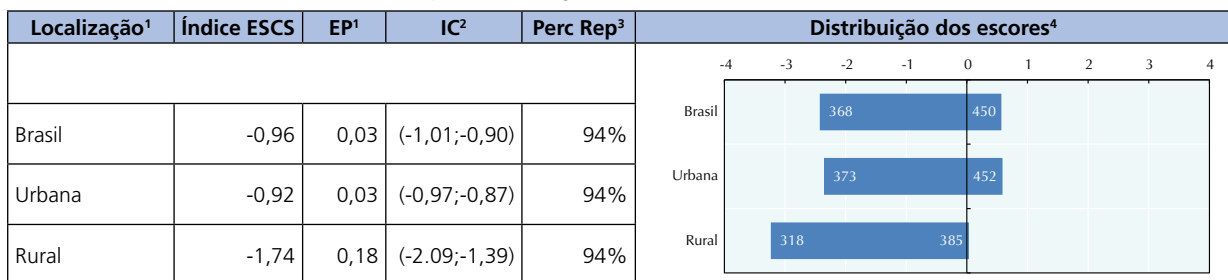 Localização¹ Índice ESCS EP¹ IC² Perc Rep³ Distribuição dos escores⁴
-4 -3 -2 -1 0 1 2 3 4
Brasil -0,96 0,03 (-1,01;-0,90) 94% Brasil 368 450
Urbana -0,92 0,03 (-0,97;-0,87) 94% Urbana 373 452
Rural -1,74 0,18 (-2.09;-1,39) 94% Rural 318 385